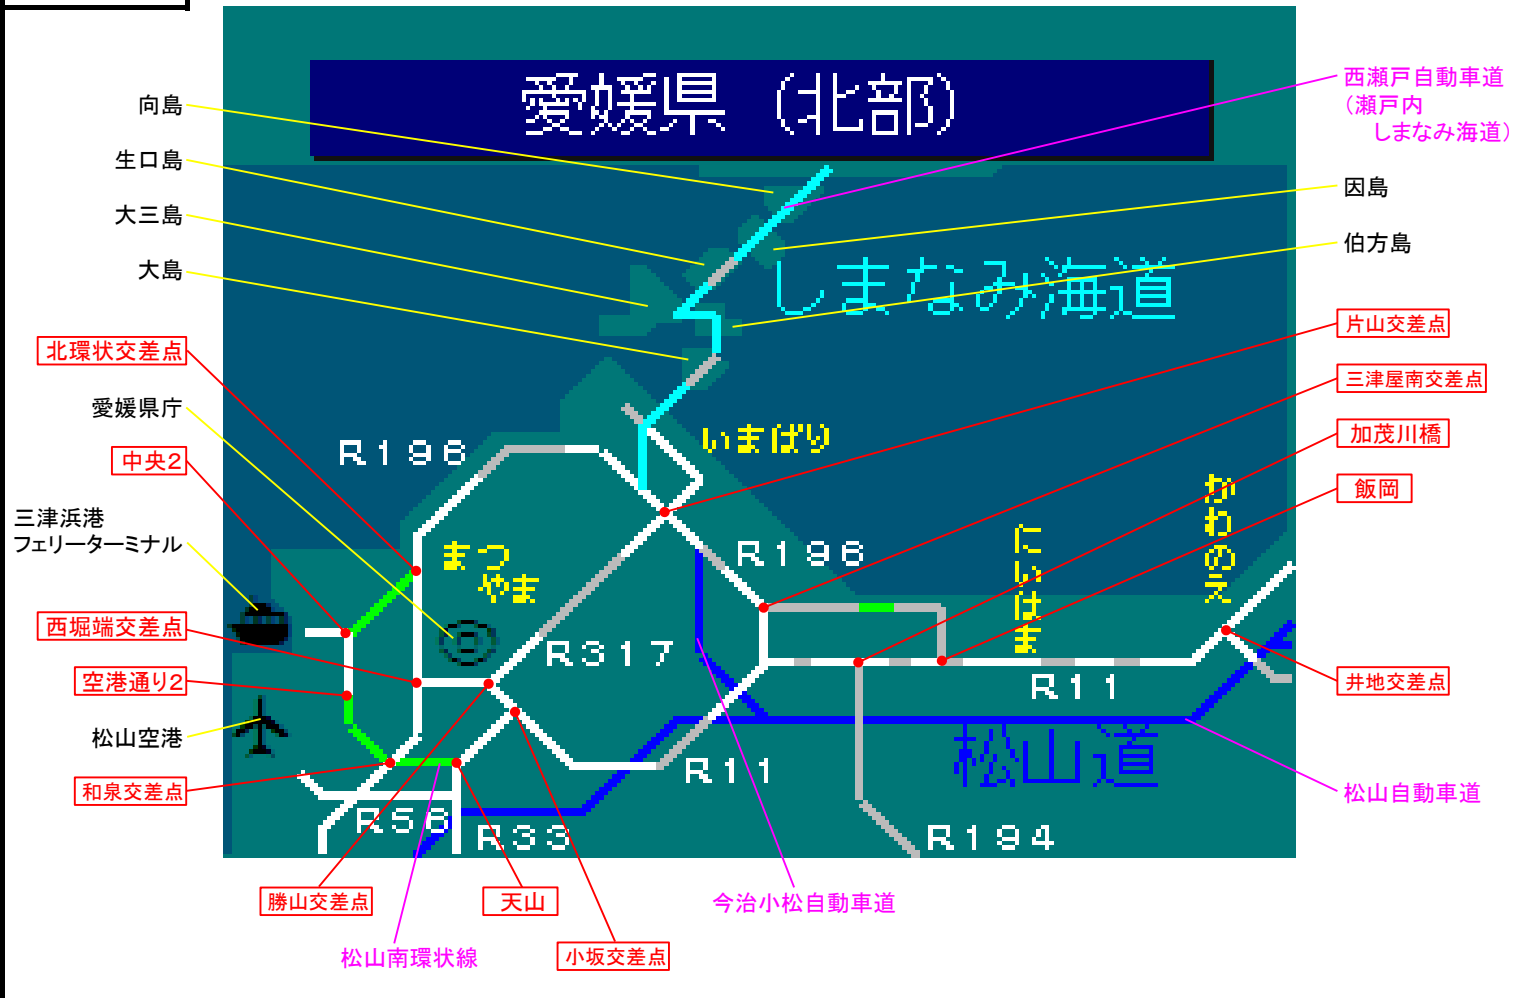 愛媛県 (北部)
西瀬戸自動車道
(瀬戸内
しまなみ海道)
向島
生口島
大三島
大島
因島
伯方島
しまなみ海道
片山交差点
北環状交差点
三津屋南交差点
愛媛県庁
いまばり
R196
加茂川橋
中央2
飯岡
かわのえ
三津浜港
フェリーターミナル
まつ
やま
R196
にいはま
西堀端交差点
R317
空港通り2
R11
井地交差点
松山空港
松山道
R11
和泉交差点
松山自動車道
R56
R33
R194
勝山交差点
天山
今治小松自動車道
松山南環状線
小坂交差点